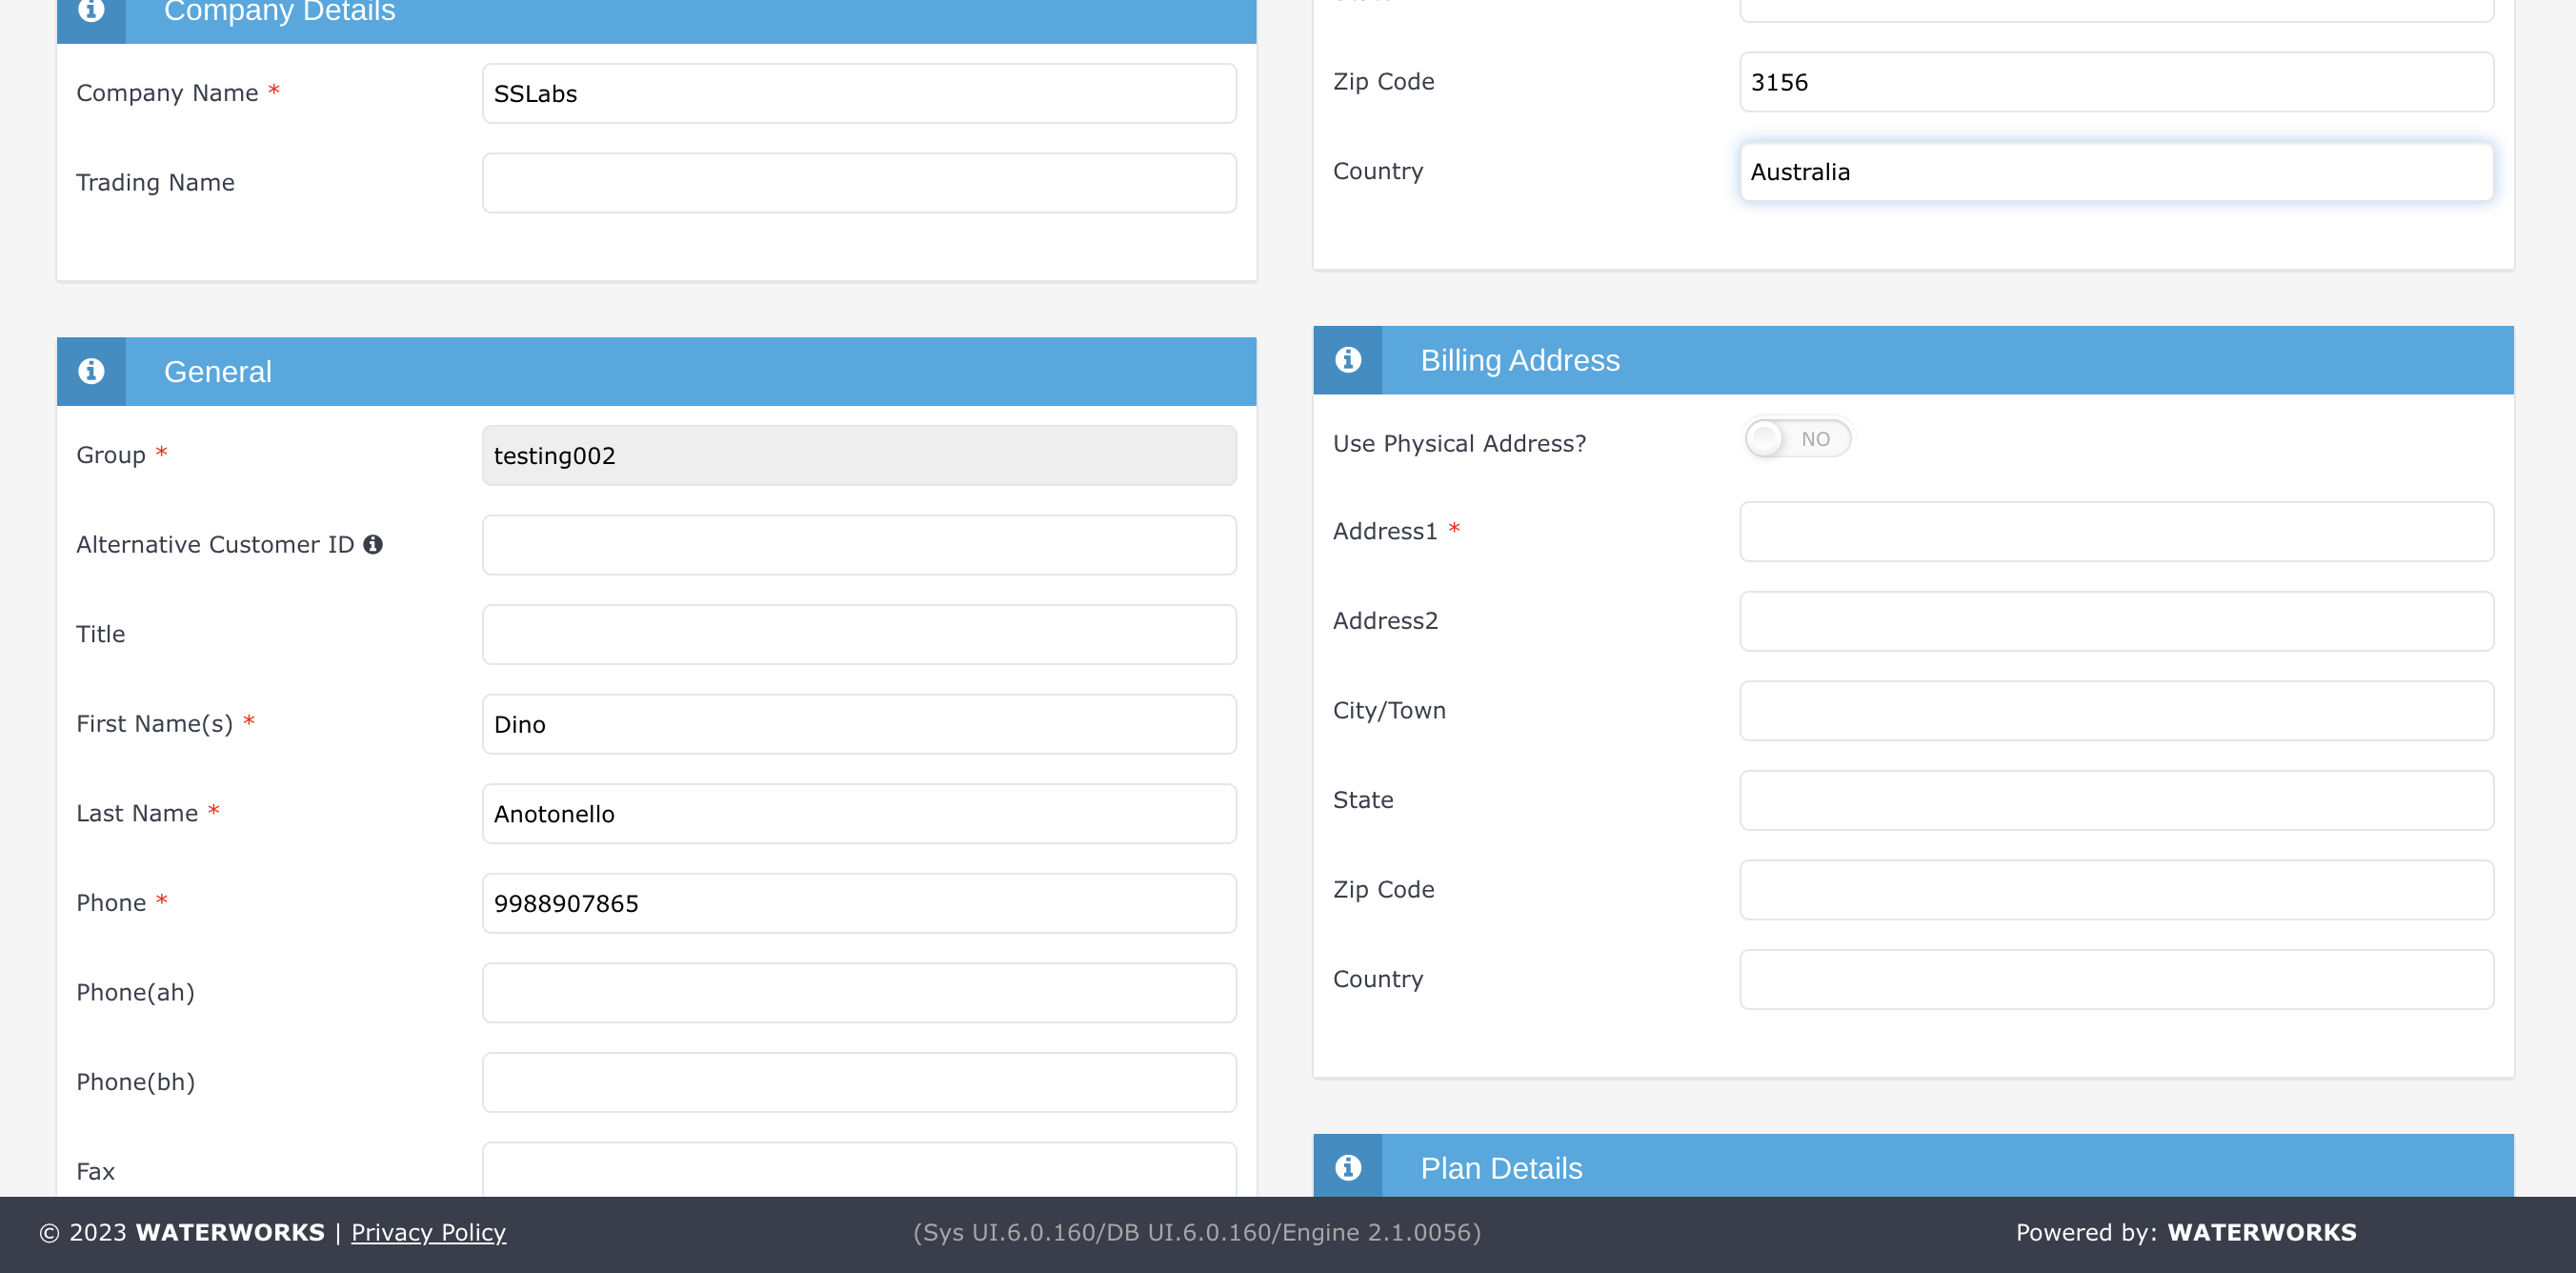 Company Details
Company Name *
SSLabs
Trading Name
General
Group *
testing002
Alternative Customer ID
Title
First Name(s) *
Dino
Last Name *
Anotonello
Phone *
9988907865
Phone(ah)
Phone(bh)
Fax
Zip Code
3156
Country
Australia
Billing Address
Use Physical Address?
NO
Address1 *
Address2
City/Town
State
Zip Code
Country
Plan Details
© 2023 WATERWORKS | Privacy Policy
(Sys UI.6.0.160/DB UI.6.0.160/Engine 2.1.0056)
Powered by: WATERWORKS